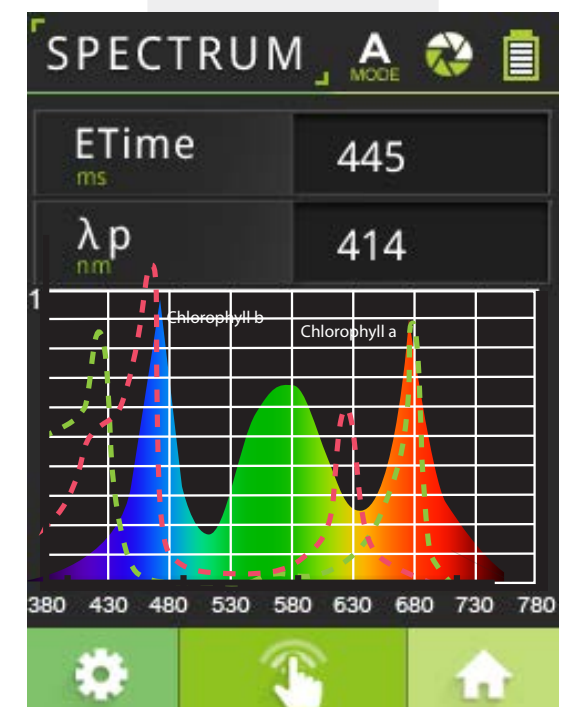 SPECTRUM A MODE
ETime ms 445
λp nm 414
1
Chlorophyll b
Chlorophyll a
380 430 480 530 580 630 680 730 780